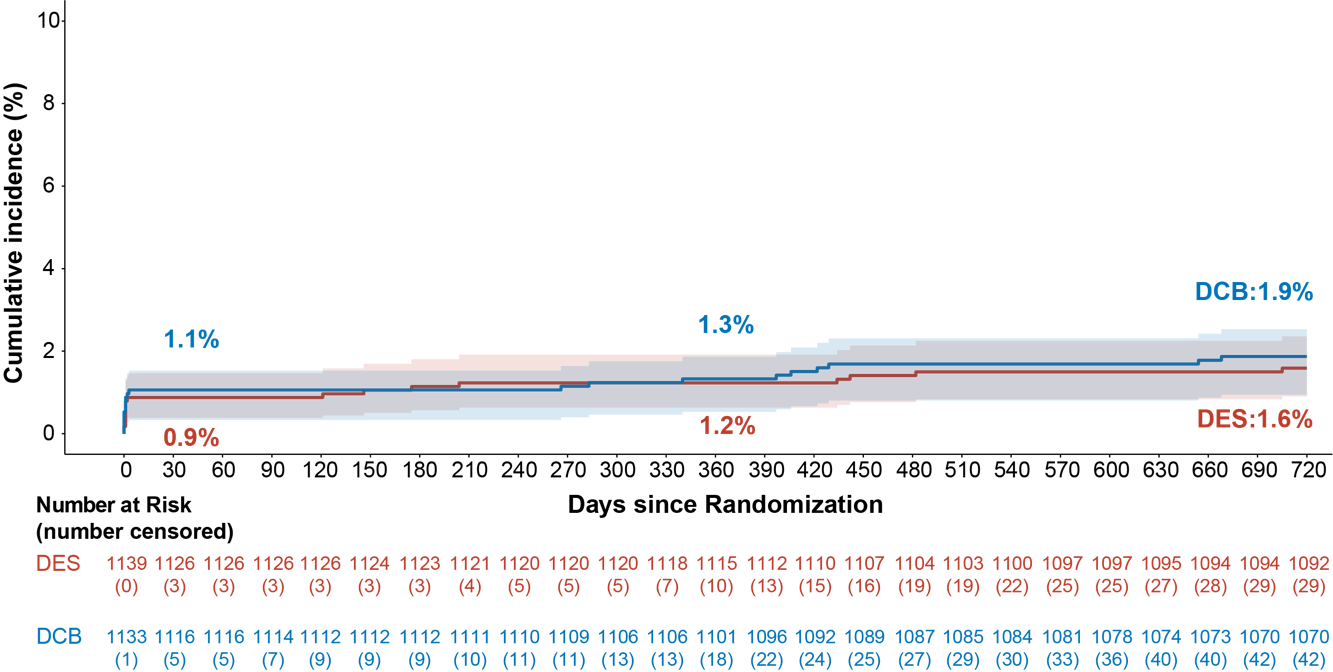 10
8
6
4
2
0
Cumulative incidence (%)
1.1%
0.9%
1.3%
1.2%
DCB:1.9%
DES:1.6%
0 30 60 90 120 150 180 210 240 270 300 330 360 390 420 450 480 510 540 570 600 630 660 690 720
Days since Randomization
Number at Risk
(number censored)
DES 1139 1126 1126 1126 1126 1124 1123 1121 1120 1120 1120 1118 1115 1112 1110 1107 1104 1103 1100 1097 1097 1095 1094 1094 1092
(0) (3) (3) (3) (3) (3) (3) (4) (5) (5) (5) (7) (10) (13) (15) (16) (19) (19) (22) (25) (25) (27) (28) (29) (29)
DCB 1133 1116 1116 1114 1112 1112 1112 1111 1110 1109 1106 1106 1101 1096 1092 1089 1087 1085 1084 1081 1078 1074 1073 1070 1070
(1) (5) (5) (7) (9) (9) (9) (10) (11) (11) (13) (13) (18) (22) (24) (25) (27) (29) (30) (33) (36) (40) (40) (42) (42)